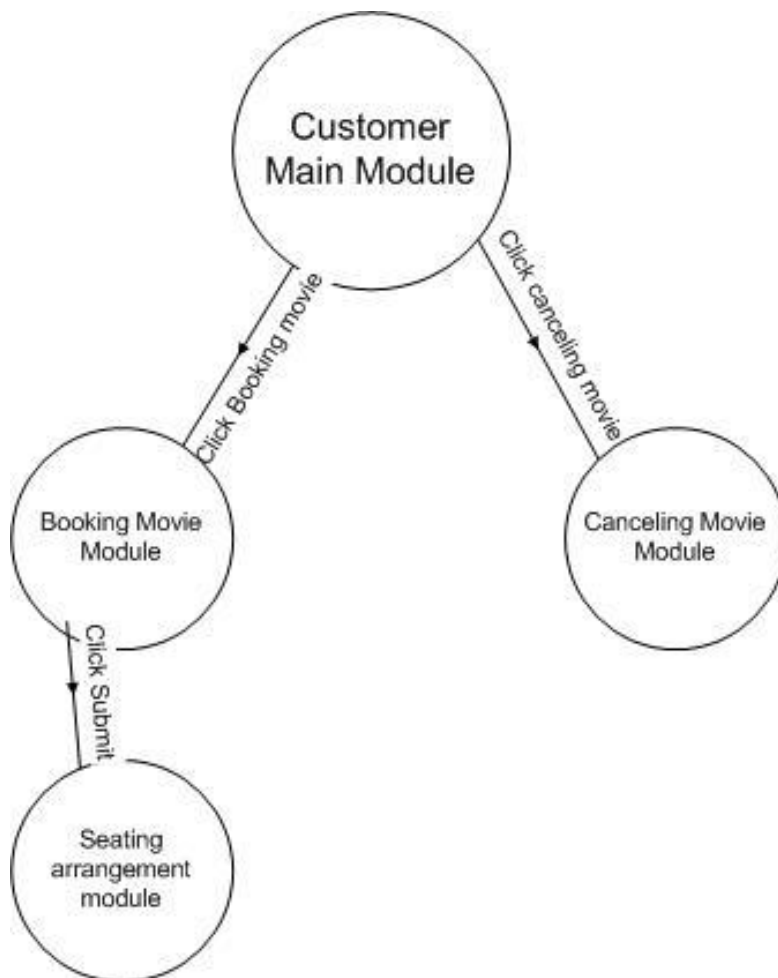 Customer
Main Module
Click Booking movie
Click canceling movie
Booking Movie
Module
Canceling Movie
Module
Click Submit
Seating
arrangement
module